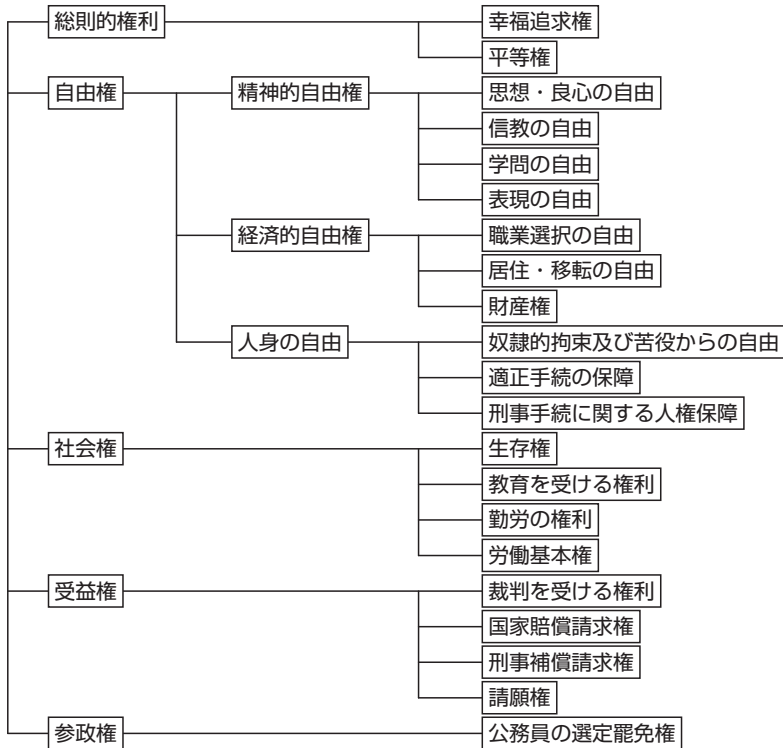 総則的権利
幸福追求権
平等権
自由権
精神的自由権
思想・良心の自由
信教の自由
学問の自由
表現の自由
経済的自由権
職業選択の自由
居住・移転の自由
財産権
人身の自由
奴隷的拘束及び苦役からの自由
適正手続の保障
刑事手続に関する人権保障
社会権
生存権
教育を受ける権利
勤労の権利
労働基本権
受益権
裁判を受ける権利
国家賠償請求権
刑事補償請求権
請願権
参政権
公務員の選定罷免権